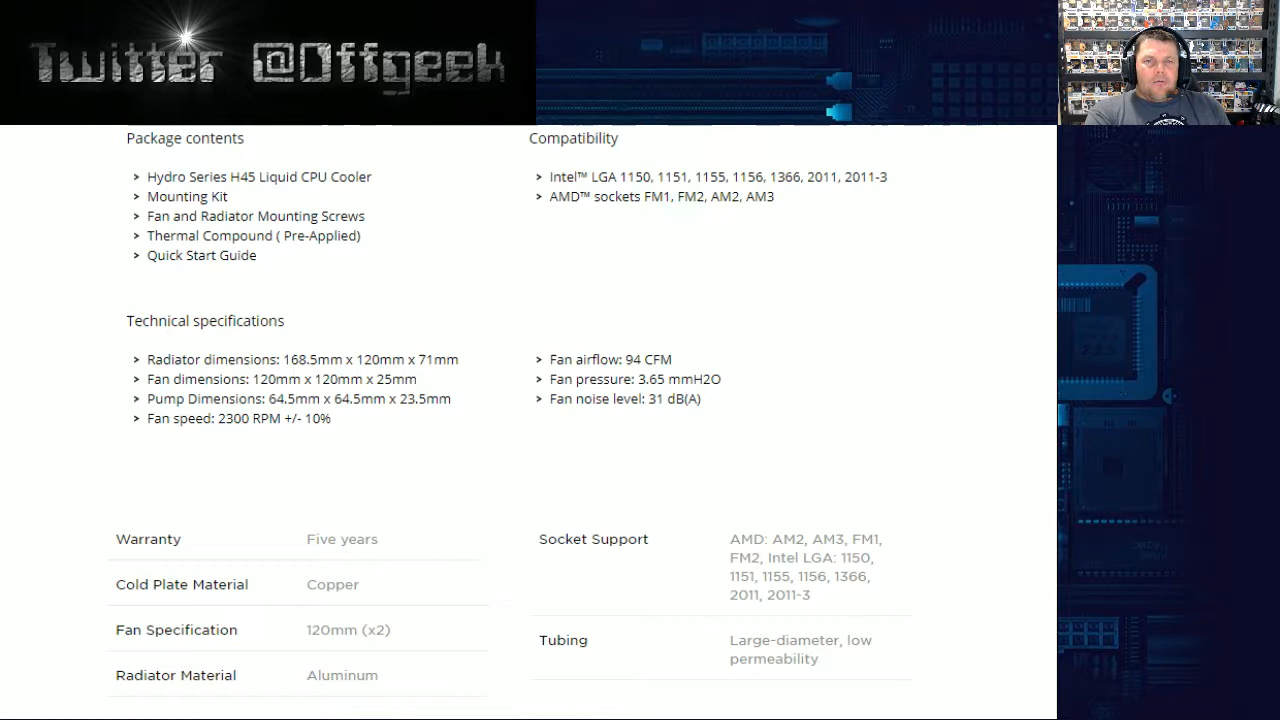 Twitter @Offgeek
Package contents
> Hydro Series H45 Liquid CPU Cooler
> Mounting Kit
> Fan and Radiator Mounting Screws
> Thermal Compound ( Pre-Applied)
> Quick Start Guide
Compatibility
> Intel™ LGA 1150, 1151, 1155, 1156, 1366, 2011, 2011-3
> AMD™ sockets FM1, FM2, AM2, AM3
Technical specifications
> Radiator dimensions: 168.5mm x 120mm x 71mm
> Fan dimensions: 120mm x 120mm x 25mm
> Pump Dimensions: 64.5mm x 64.5mm x 23.5mm
> Fan speed: 2300 RPM +/- 10%
> Fan airflow: 94 CFM
> Fan pressure: 3.65 mmH2O
> Fan noise level: 31 dB(A)
Warranty Five years
Cold Plate Material Copper
Fan Specification 120mm (x2)
Radiator Material Aluminum
Socket Support AMD: AM2, AM3, FM1,
FM2, Intel LGA: 1150,
1151, 1155, 1156, 1366,
2011, 2011-3
Tubing Large-diameter, low
permeability